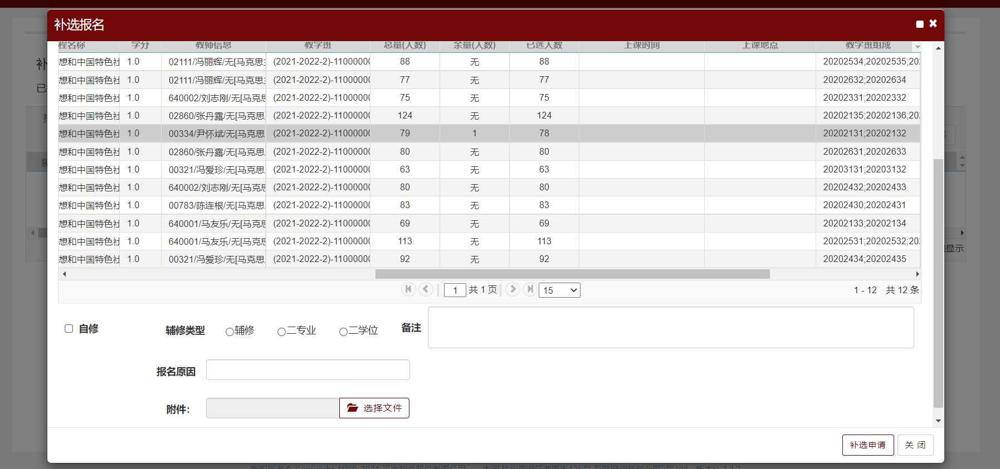 补选报名
程名称 学分 教师信息 教学班 总量(人数) 余量(人数) 已选人数 上课时间 上课地点 教学班组成
想和中国特色社 1.0 02111/冯丽辉/无[马克思 (2021-2022-2)-1100000 88 无 88 20202534;20202535;20
想和中国特色社 1.0 02111/冯丽辉/无[马克思 (2021-2022-2)-1100000 77 无 77 20202632;20202634
想和中国特色社 1.0 640002/刘志刚/无[马克思 (2021-2022-2)-1100000 75 无 75 20202331;20202332
想和中国特色社 1.0 02860/张丹露/无[马克思 (2021-2022-2)-1100000 124 无 124 20202135;20202136;20
想和中国特色社 1.0 00334/尹怀斌/无[马克思 (2021-2022-2)-1100000 79 1 78 20202131;20202132
想和中国特色社 1.0 02860/张丹露/无[马克思 (2021-2022-2)-1100000 80 无 80 20202631;20202633
想和中国特色社 1.0 00321/冯爱珍/无[马克思 (2021-2022-2)-1100000 63 无 63 20203131;20203132
想和中国特色社 1.0 640002/刘志刚/无[马克思 (2021-2022-2)-1100000 80 无 80 20202432;20202433
想和中国特色社 1.0 00783/陈连根/无[马克思 (2021-2022-2)-1100000 83 无 83 20202430;20202431
想和中国特色社 1.0 640001/马友乐/无[马克思 (2021-2022-2)-1100000 69 无 69 20202133;20202134
想和中国特色社 1.0 640001/马友乐/无[马克思 (2021-2022-2)-1100000 113 无 113 20202531;20202532;20
想和中国特色社 1.0 00321/冯爱珍/无[马克思 (2021-2022-2)-1100000 92 无 92 20202434;20202435
1 共 1 页 15 1 - 12 共 12 条
自修 辅修类型 辅修 二专业 二学位 备注
报名原因
附件: 选择文件
补选申请 关 闭
补
已
显示